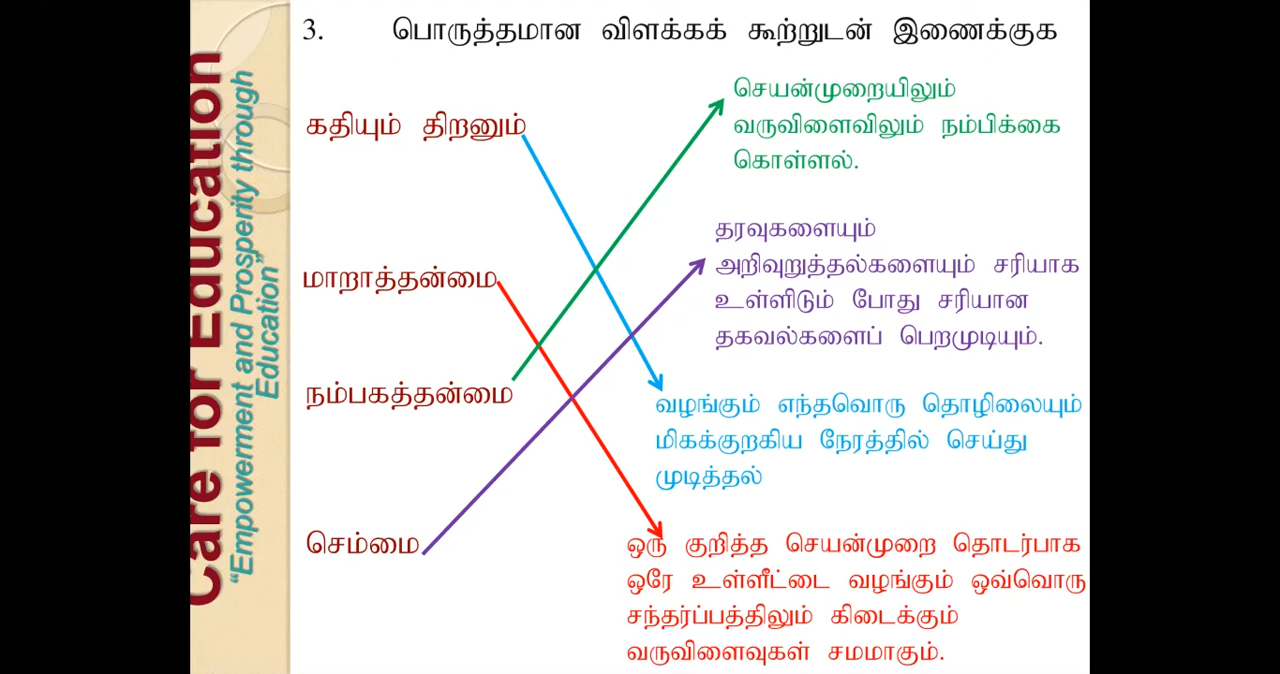 Care for Education
“Empowerment and Prosperity through
Education”
3. பொருத்தமான விளக்கக் கூற்றுடன் இணைக்குக
கதியும் திறனும்
மாறாத்தன்மை
நம்பகத்தன்மை
செம்மை
செயன்முறையிலும்
வருவிளைவிலும் நம்பிக்கை
கொள்ளல்.
தரவுகளையும்
அறிவுறுத்தல்களையும் சரியாக
உள்ளிடும் போது சரியான
தகவல்களைப் பெறமுடியும்.
வழங்கும் எந்தவொரு தொழிலையும்
மிகக்குறகிய நேரத்தில் செய்து
முடித்தல்
ஒரு குறித்த செயன்முறை தொடர்பாக
ஒரே உள்ளீட்டை வழங்கும் ஒவ்வொரு
சந்தர்ப்பத்திலும் கிடைக்கும்
வருவிளைவுகள் சமமாகும்.